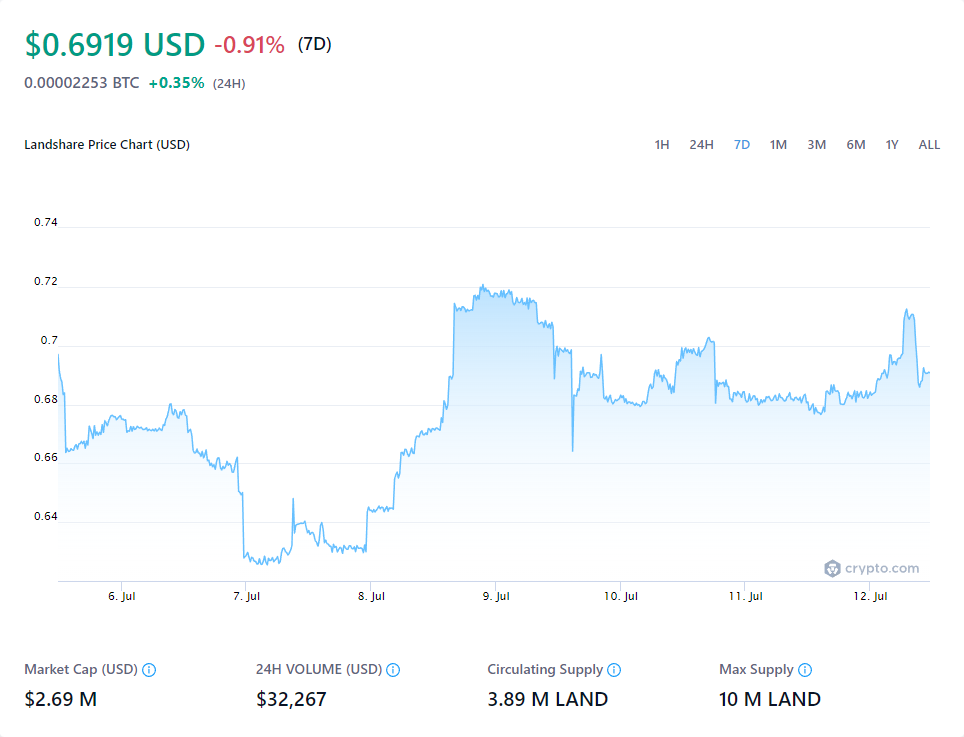 $0.6919 USD -0.91% (7D)
0.00002253 BTC +0.35% (24H)
Landshare Price Chart (USD) 1H 24H 7D 1M 3M 6M 1Y ALL
0.74
0.72
0.7
0.68
0.66
0.64
crypto.com
6. Jul 7. Jul 8. Jul 9. Jul 10. Jul 11. Jul 12. Jul
Market Cap (USD) 24H VOLUME (USD) Circulating Supply Max Supply
$2.69 M $32,267 3.89 M LAND 10 M LAND